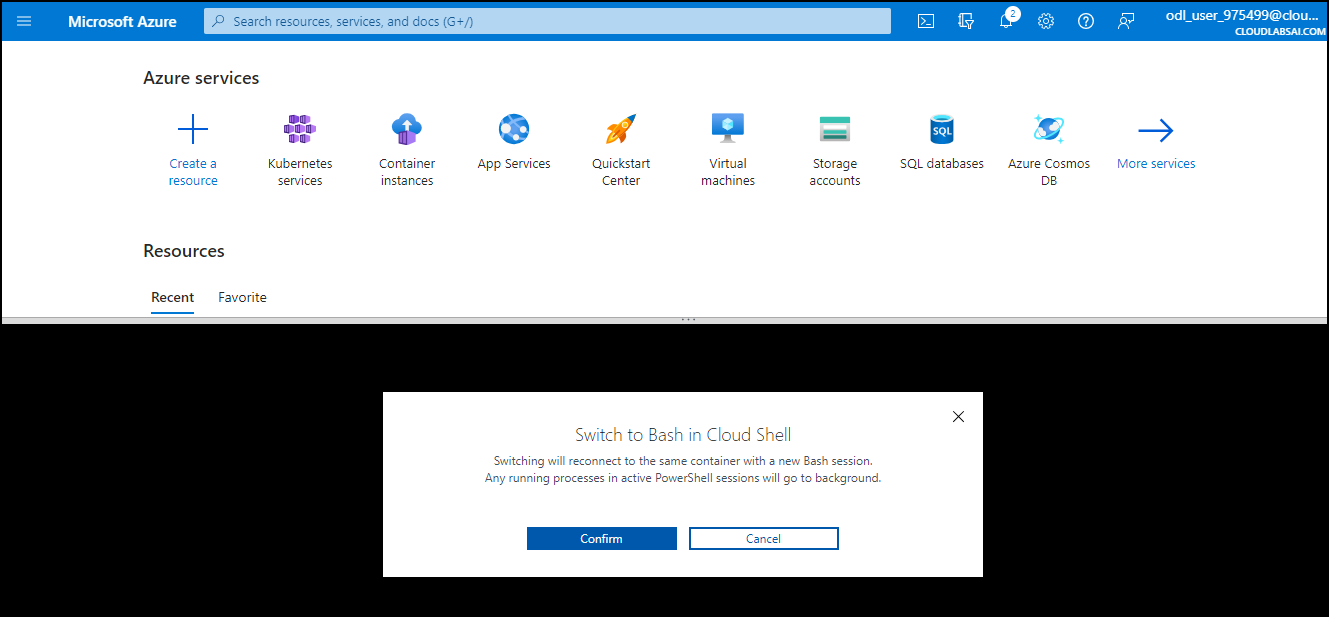 Microsoft Azure
Search resources, services, and docs (G+/)
2
odl_user_975499@clou...
CLOUDLABSAI.COM
Azure services
Create a
resource
Kubernetes
services
Container
instances
App Services
Quickstart
Center
Virtual
machines
Storage
accounts
SQL
SQL databases
Azure Cosmos
DB
More services
Resources
Recent
Favorite
Switch to Bash in Cloud Shell
Switching will reconnect to the same container with a new Bash session.
Any running processes in active PowerShell sessions will go to background.
Confirm
Cancel